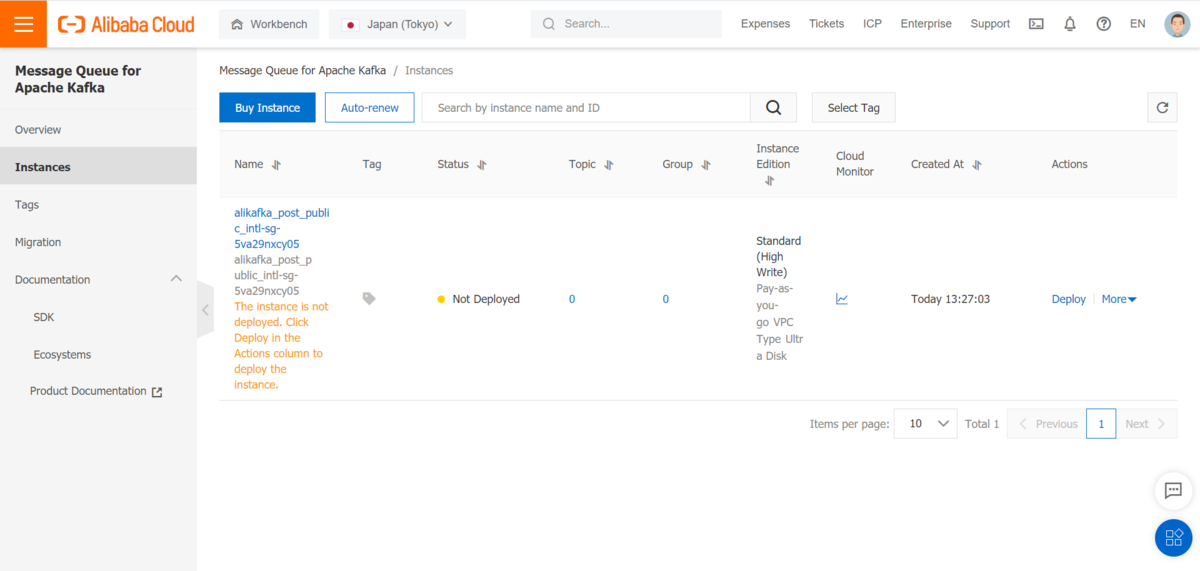 Alibaba Cloud
Workbench
Japan (Tokyo)
Search...
Expenses
Tickets
ICP
Enterprise
Support
EN
Message Queue for
Apache Kafka
Overview
Instances
Tags
Migration
Documentation
SDK
Ecosystems
Product Documentation
Message Queue for Apache Kafka / Instances
Buy Instance
Auto-renew
Search by instance name and ID
Select Tag
Name
Tag
Status
Topic
Group
Instance
Edition
Cloud
Monitor
Created At
Actions
alikafka_post_publi
c_intl-sg-
5va29nxcy05
alikafka_post_p
ublic_intl-sg-
5va29nxcy05
The instance is not
deployed. Click
Deploy in the
Actions column to
deploy the
instance.
Not Deployed
0
0
Standard
(High
Write)
Pay-as-
you-
go VPC
Type Ultr
a Disk
Today 13:27:03
Deploy
More
Items per page:
10
Total 1
Previous
1
Next